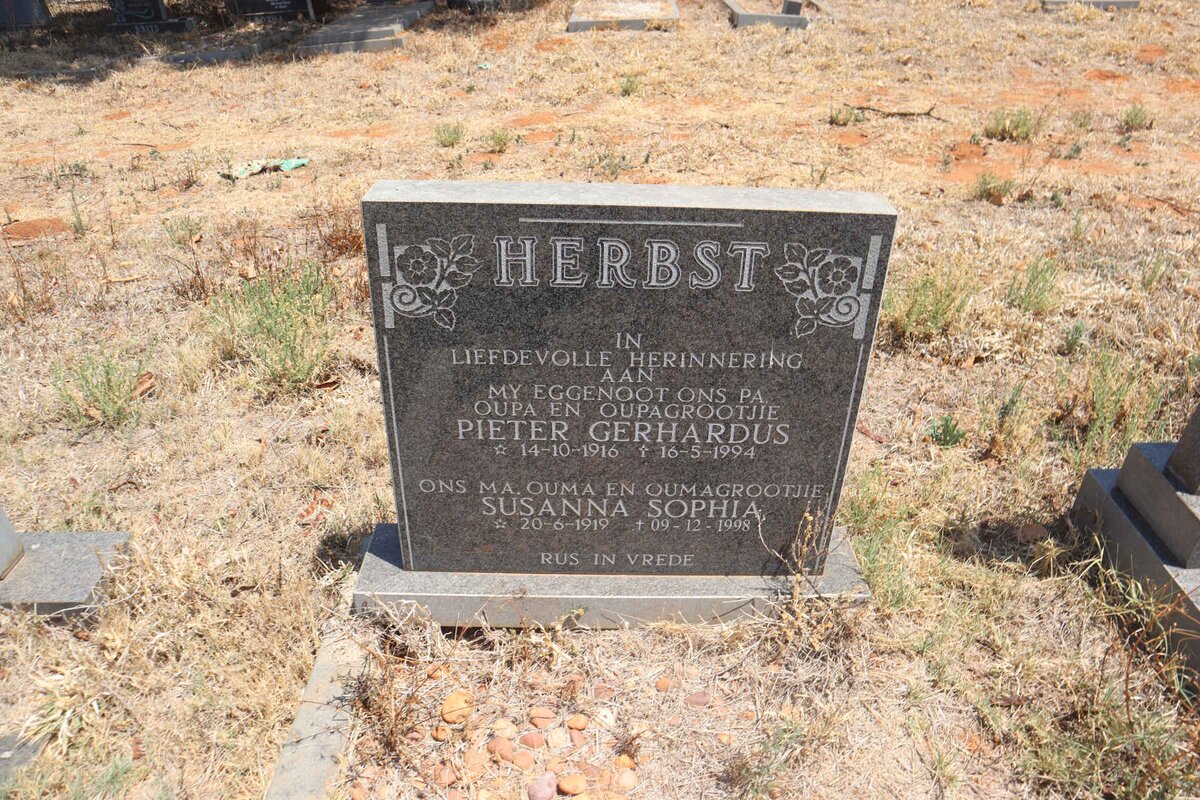 HERBST
IN
LIEFDEVOLLE HERINNERING
AAN
MY EGGENOOT ONS PA
OUPA EN OUPAGROOTJIE
PIETER GERHARDUS
☆ 14-10-1916 ✝ 16-5-1994
ONS MA, OUMA EN OUMAGROOTJIE
SUSANNA SOPHIA
☆ 20-6-1919 ✝ 09-12-1998
RUS IN VREDE